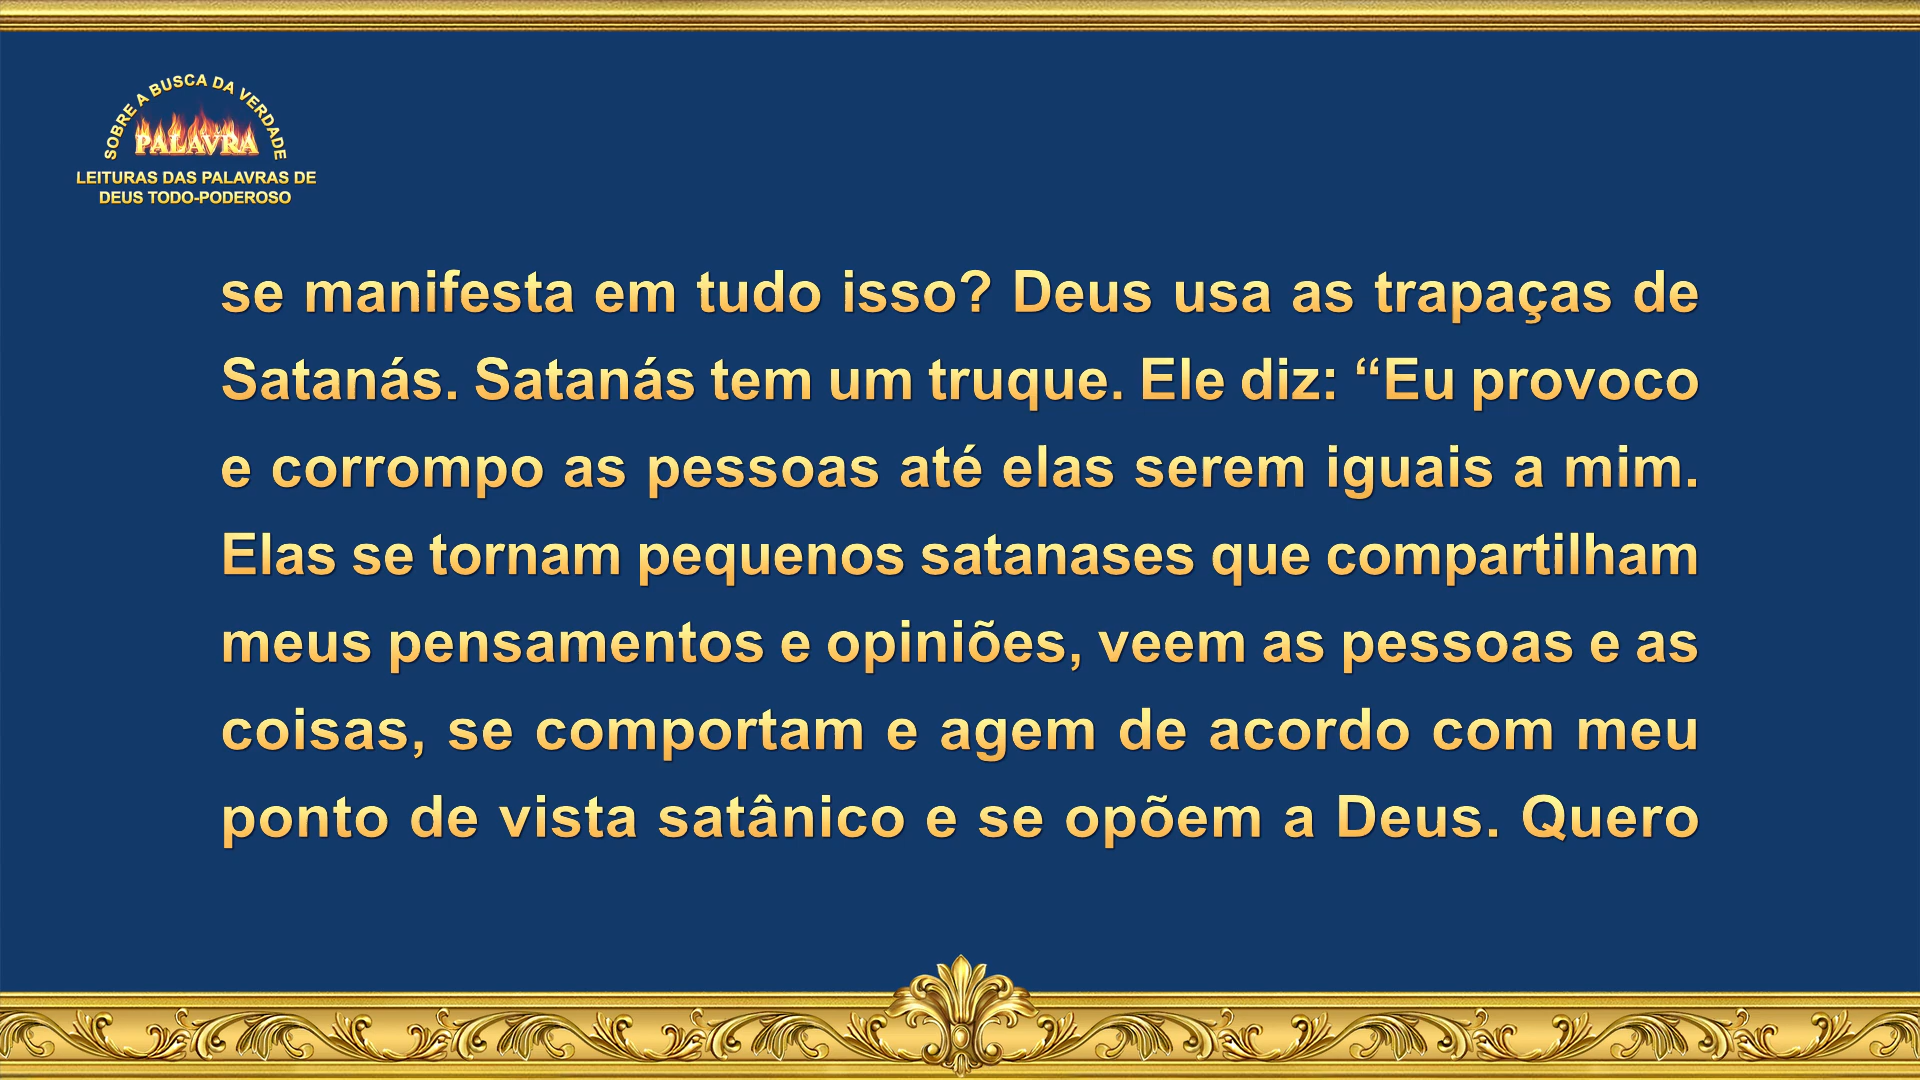 SOBRE A BUSCA DA VERDADE
PALAVRA
LEITURAS DAS PALAVRAS DE
DEUS TODO-PODEROSO
se manifesta em tudo isso? Deus usa as trapaças de
Satanás. Satanás tem um truque. Ele diz: “Eu provoco
e corrompo as pessoas até elas serem iguais a mim.
Elas se tornam pequenos satanases que compartilham
meus pensamentos e opiniões, veem as pessoas e as
coisas, se comportam e agem de acordo com meu
ponto de vista satânico e se opõem a Deus. Quero